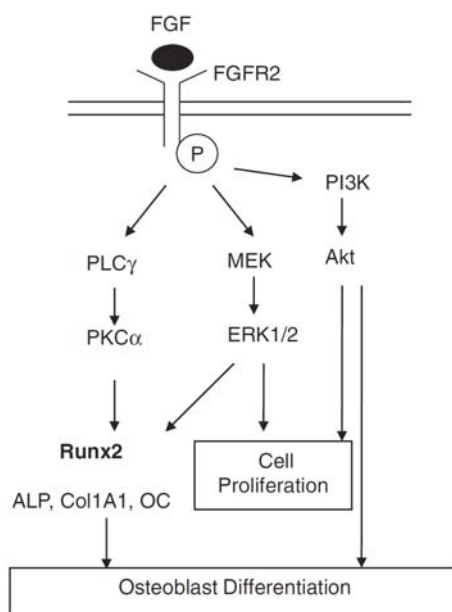 FGF
FGFR2
P
PI3K
PLCγ
MEK
Akt
PKCα
ERK1/2
Runx2
Cell
Proliferation
ALP, Col1A1, OC
Osteoblast Differentiation